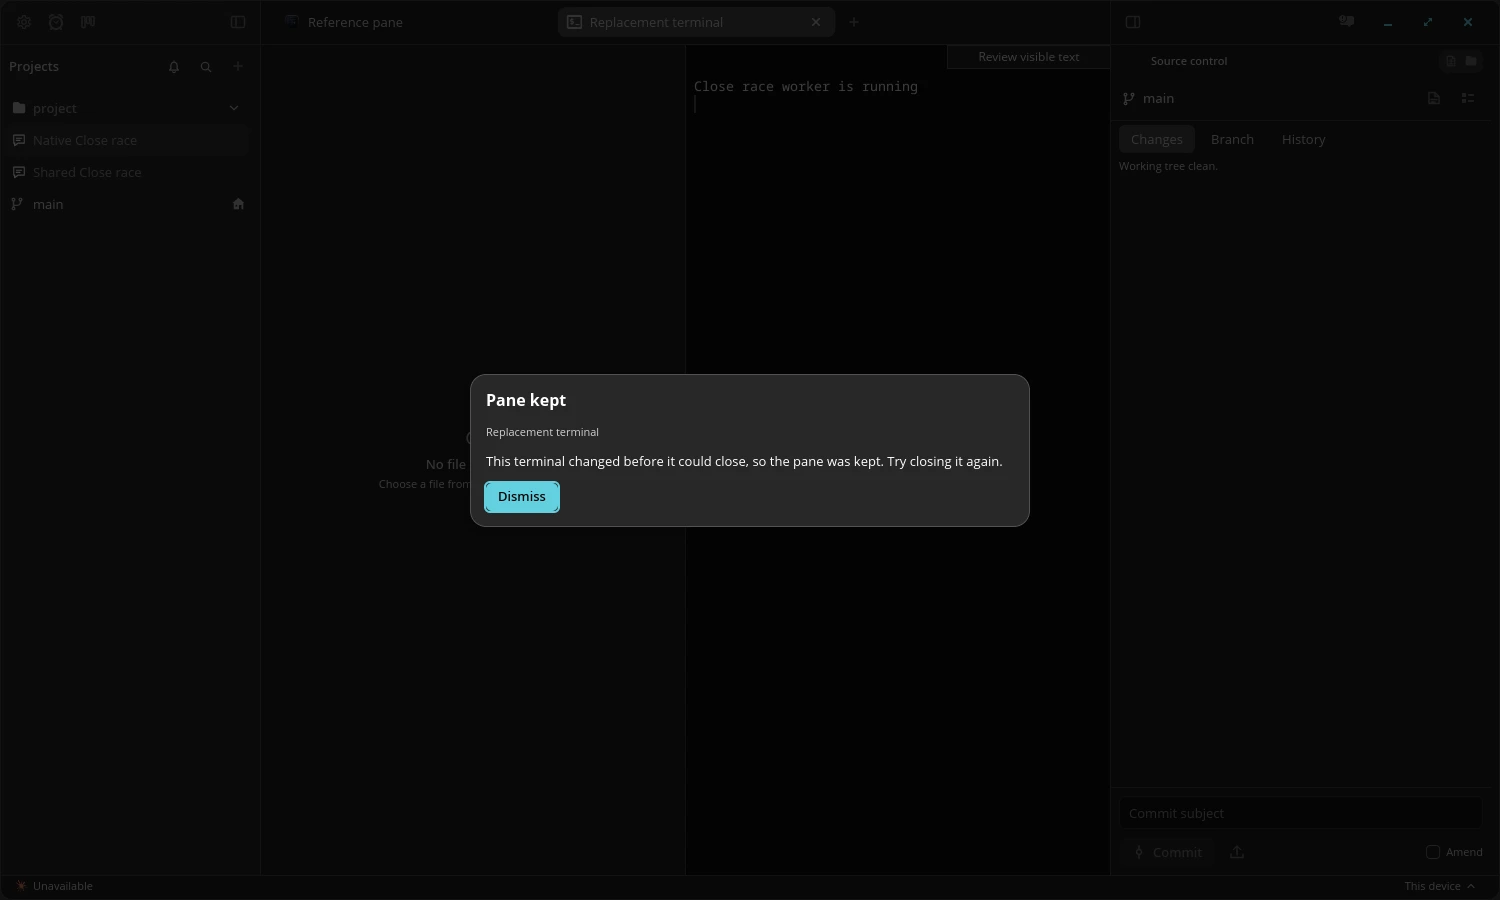 Reference pane
Replacement terminal
Projects
Review visible text
Source control
Close race worker is running
main
project
Changes
Branch
History
Native Close race
Working tree clean.
Shared Close race
main
Pane kept
Replacement terminal
No file
This terminal changed before it could close, so the pane was kept. Try closing it again.
Choose a file from
Dismiss
Commit subject
Commit
Amend
Unavailable
This device